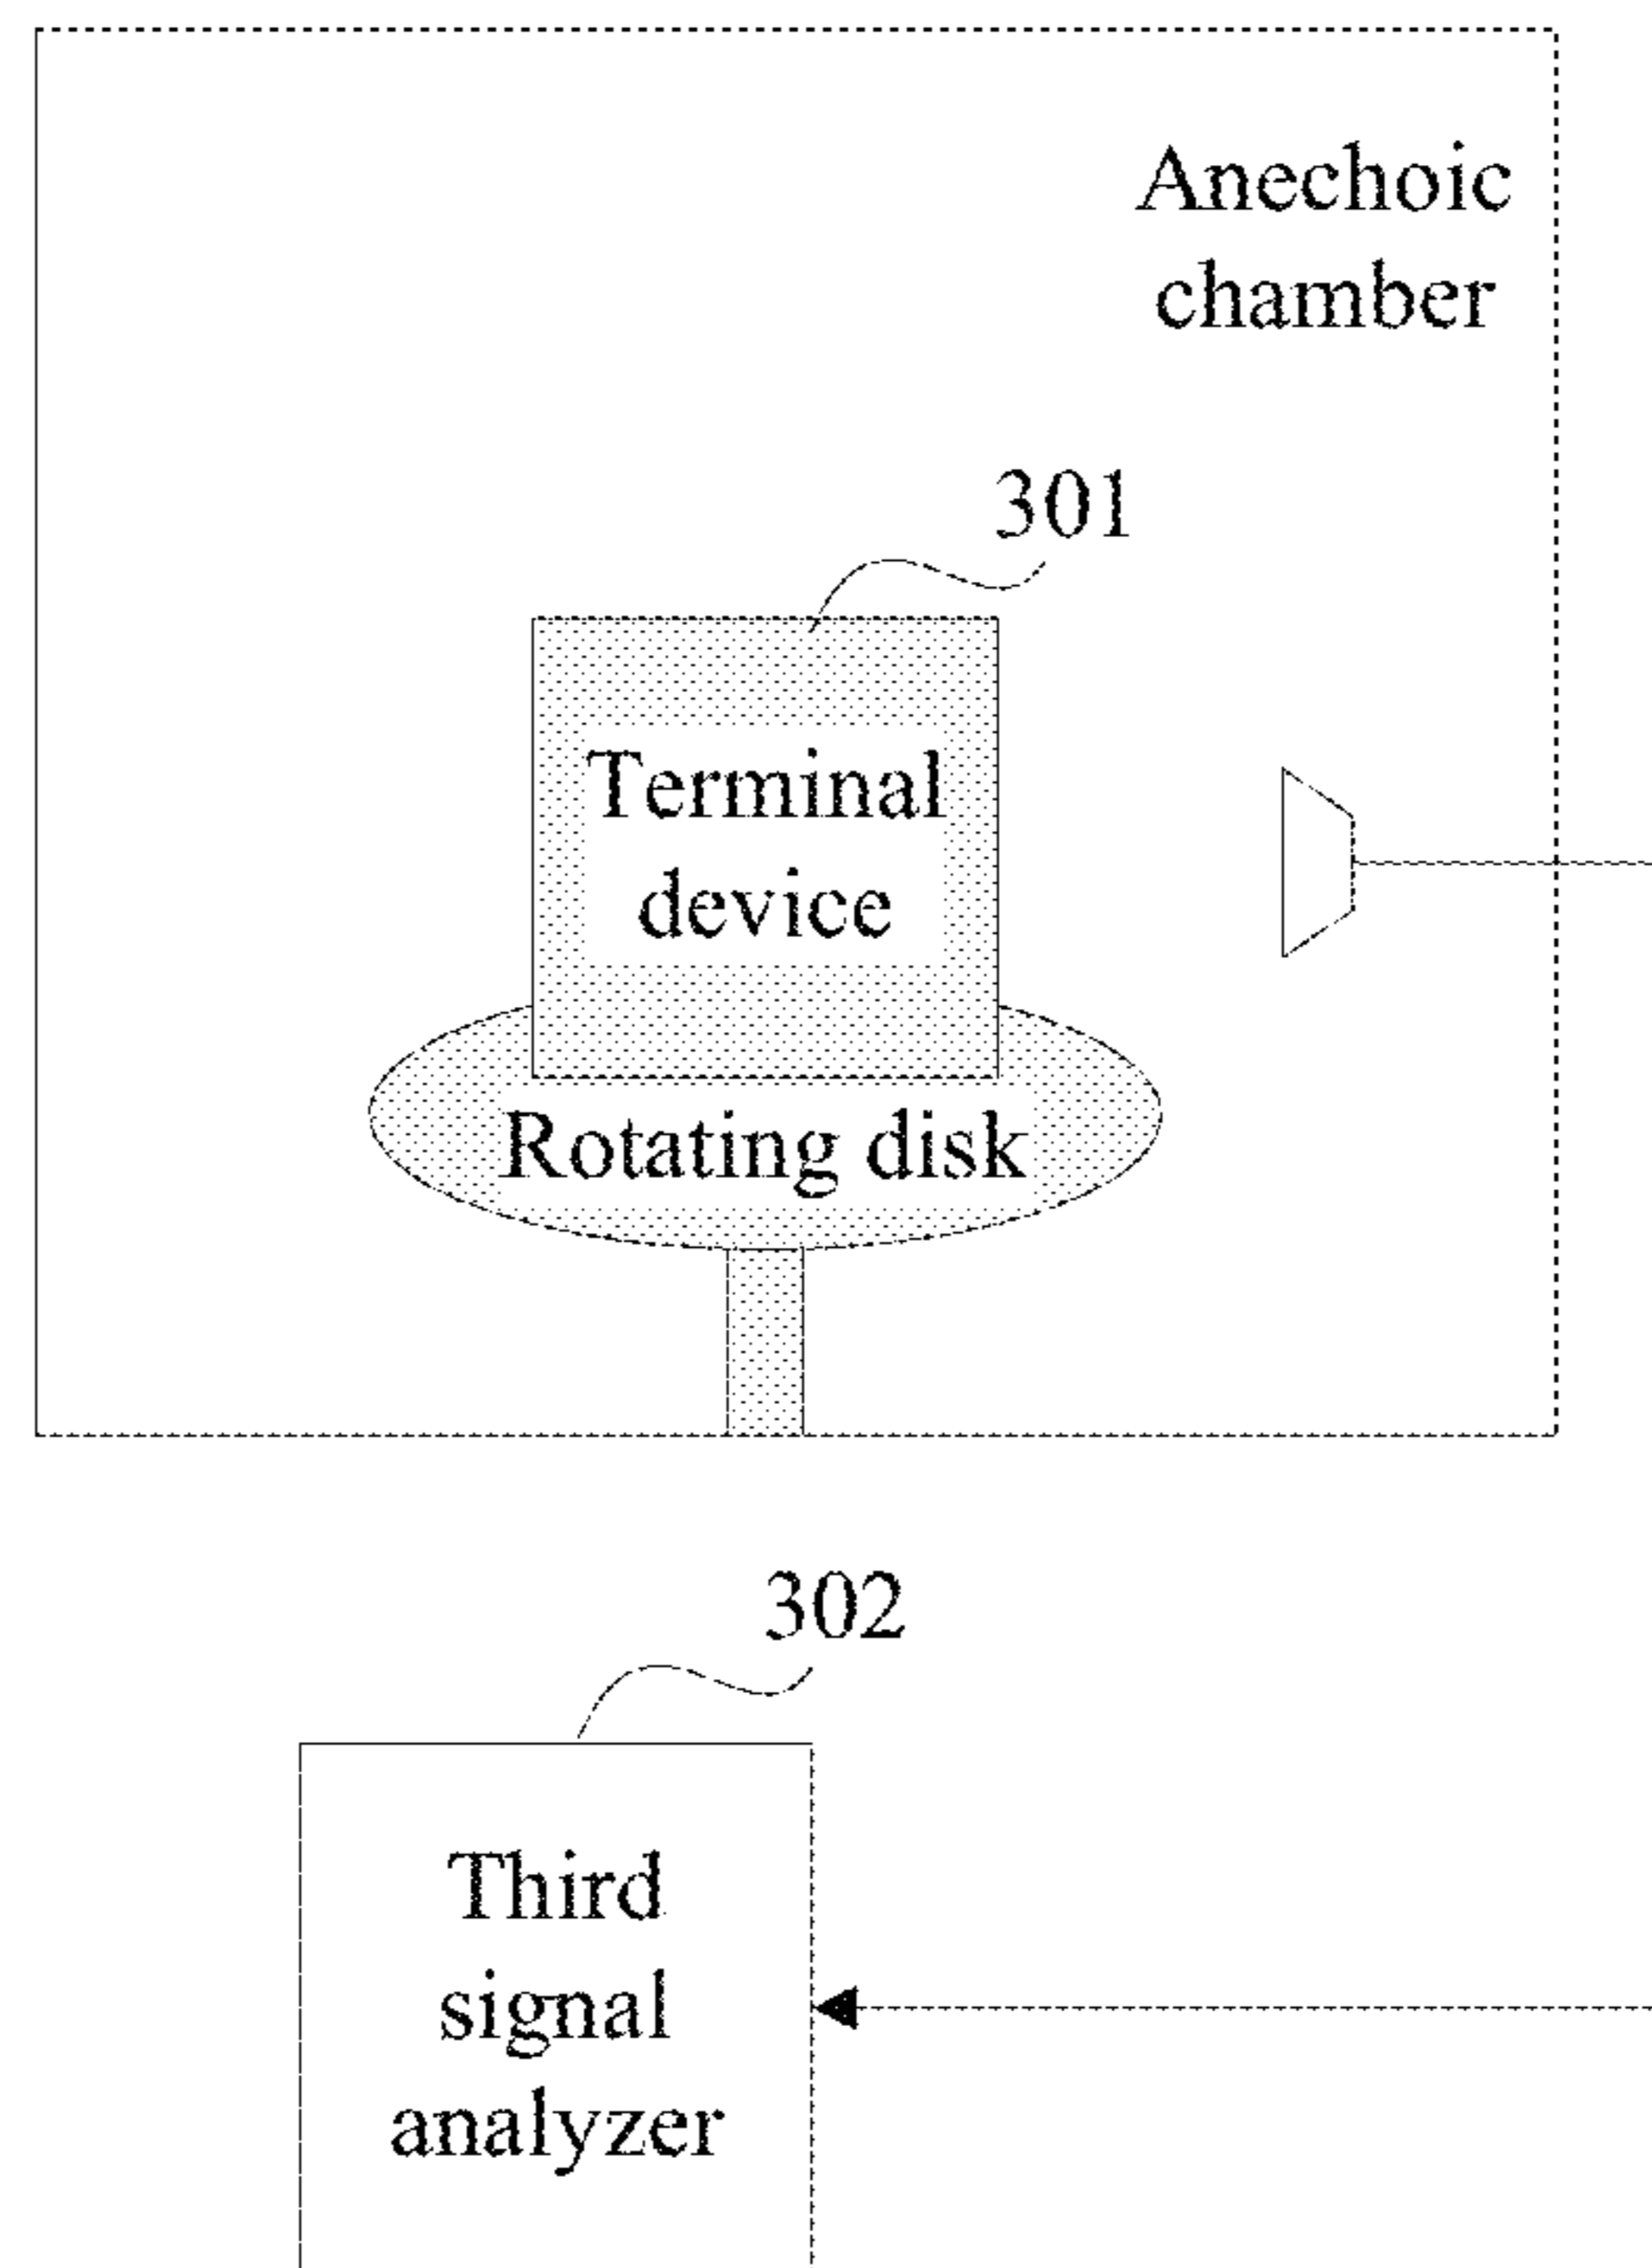 Anechoic
chamber
301
Terminal
device
Rotating disk
302
Third
signal
analyzer